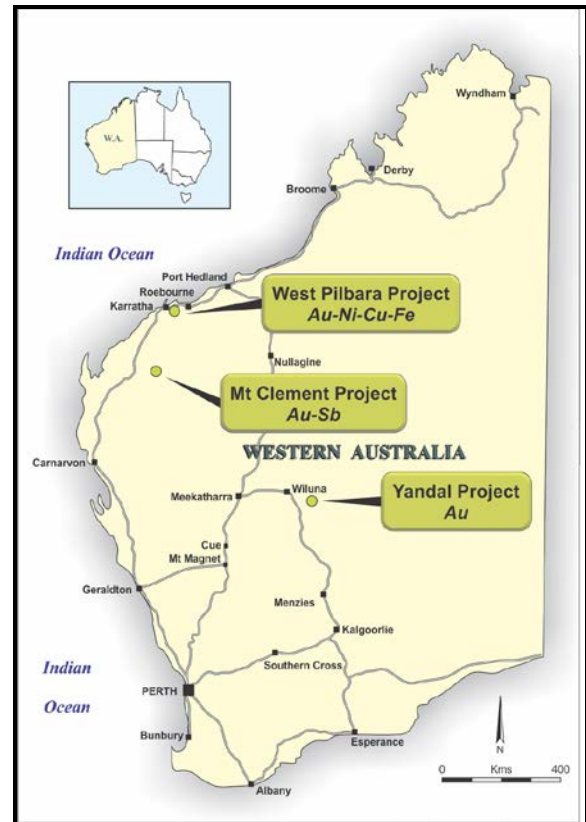 W.A.
Wyndham
Derby
Broome
Indian Ocean
Port Hedland
Roebourne
Karratha
West Pilbara Project
Au-Ni-Cu-Fe
Nullagine
Mt Clement Project
Au-Sb
WESTERN AUSTRALIA
Carnarvon
Meekatharra
Wiluna
Yandal Project
Au
Cue
Mt Magnet
Geraldton
Menzies
Kalgoorlie
Southern Cross
Indian
Ocean
PERTH
Bunbury
Esperance
Albany
N
0 Kms 400